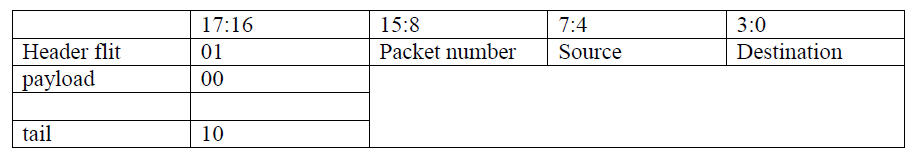 17:16 15:8 7:4 3:0
Header flit 01 Packet number Source Destination
payload 00
tail 10